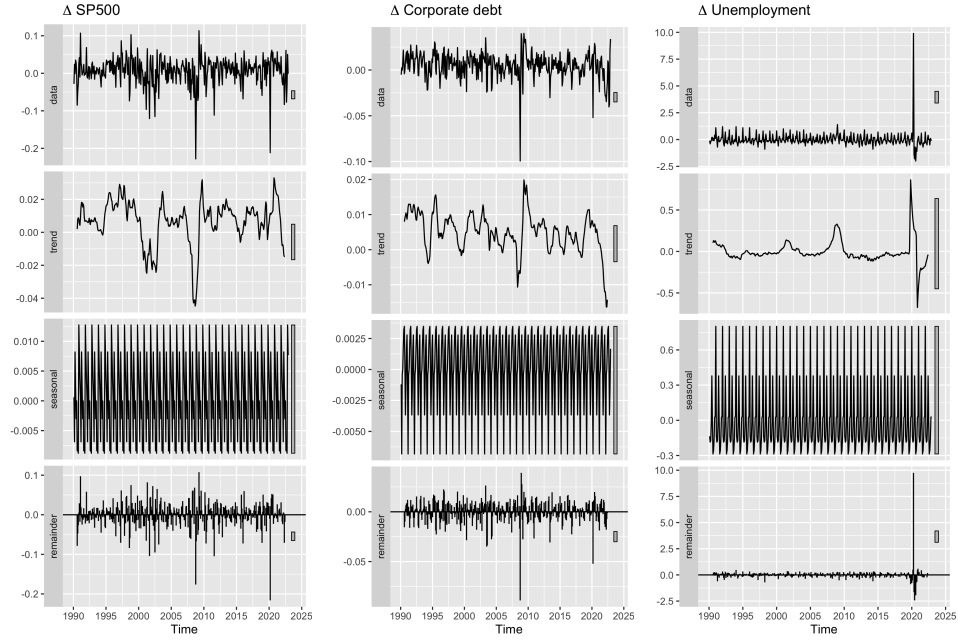 Δ SP500
0.1
0.0
-0.1
-0.2
data
0.02
0.00
-0.02
-0.04
trend
0.010
0.005
0.000
-0.005
seasonal
0.1
0.0
-0.1
-0.2
remainder
1990 1995 2000 2005 2010 2015 2020 2025
Time
Δ Corporate debt
0.00
-0.05
-0.10
data
0.02
0.01
0.00
-0.01
trend
0.0025
0.0000
-0.0025
-0.0050
seasonal
0.00
-0.05
remainder
1990 1995 2000 2005 2010 2015 2020 2025
Time
Δ Unemployment
10.0
7.5
5.0
2.5
0.0
-2.5
data
0.5
0.0
-0.5
trend
0.6
0.3
0.0
-0.3
seasonal
10.0
7.5
5.0
2.5
0.0
-2.5
remainder
1990 1995 2000 2005 2010 2015 2020 2025
Time